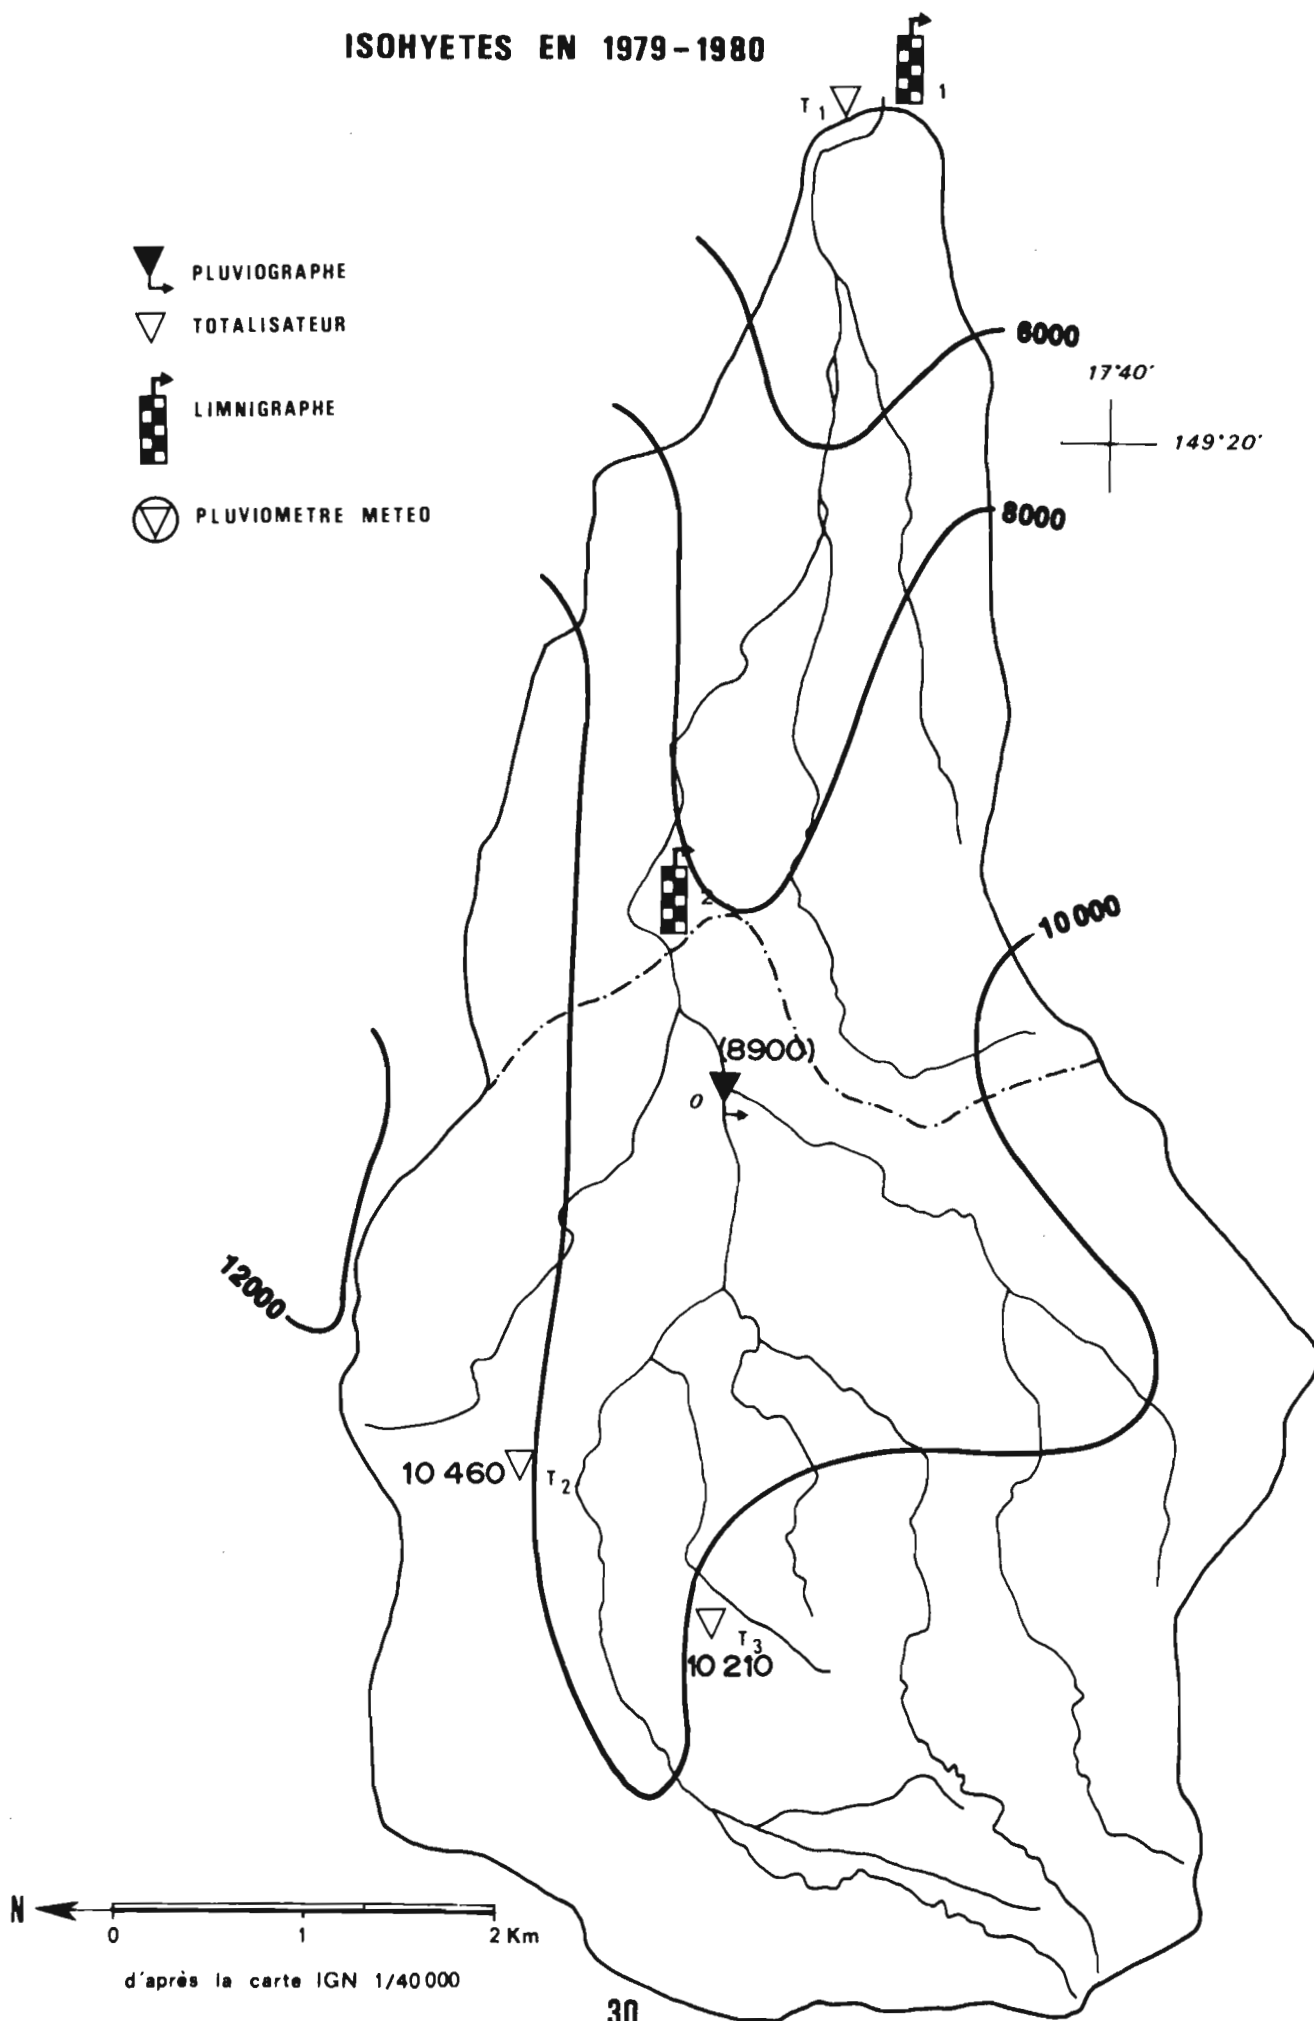 ISOHYETES EN 1979-1980
T1
1
PLUVIOGRAPHE
TOTALISATEUR
LIMNIGRAPHE
PLUVIOMETRE METEO
6000
17°40'
149°20'
8000
2
10 000
(8900)
0
12000
10 460
T2
T3
10 210
N
0 1 2 Km
d'après la carte IGN 1/40 000
30